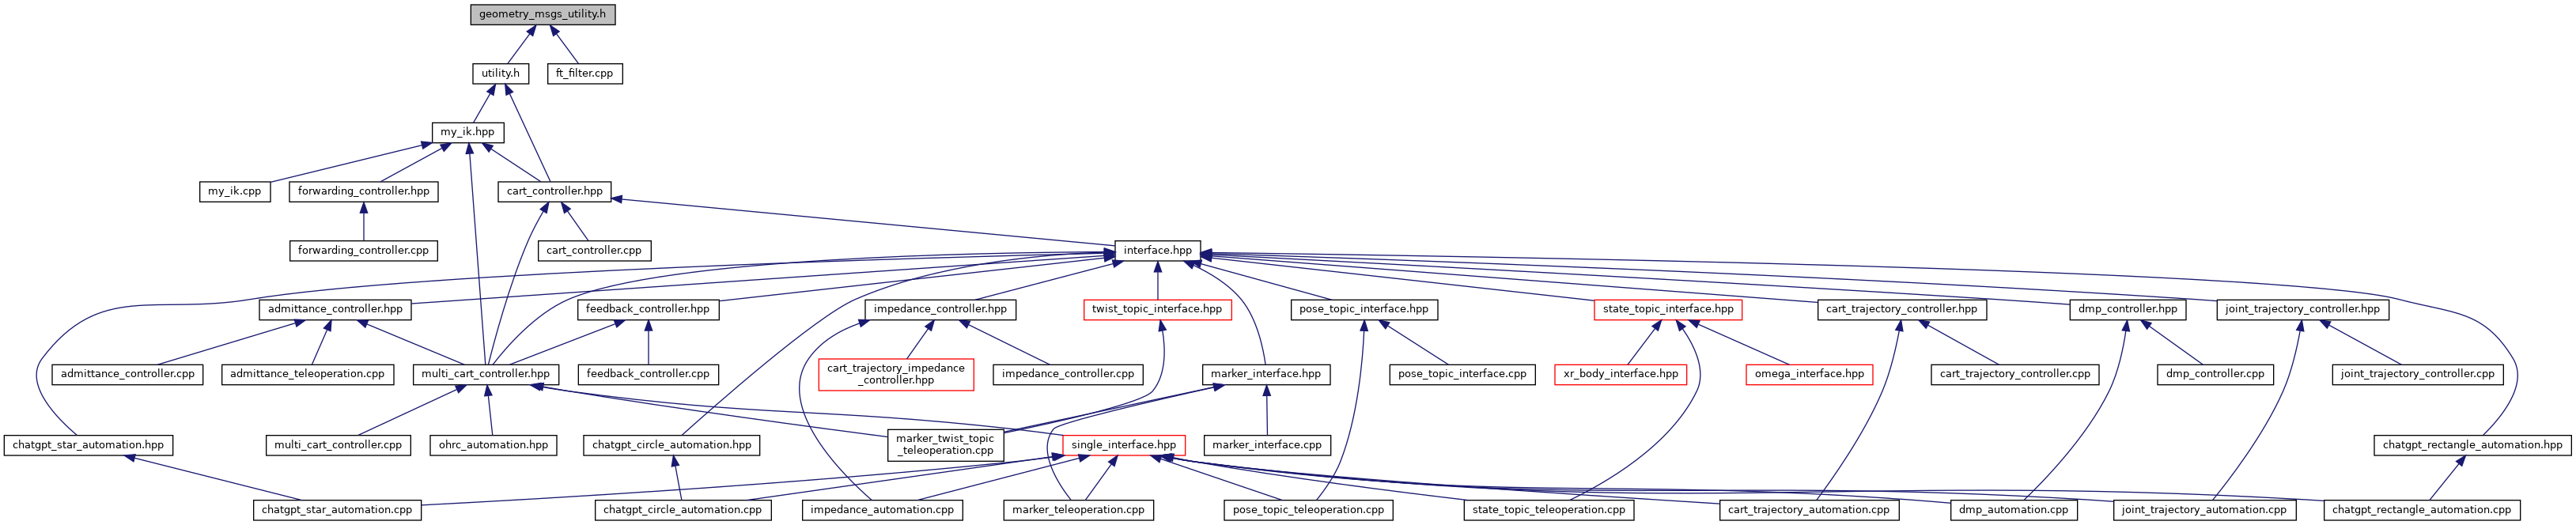 geometry_msgs_utility.h
utility.h
ft_filter.cpp
my_ik.hpp
my_ik.cpp
forwarding_controller.hpp
cart_controller.hpp
forwarding_controller.cpp
cart_controller.cpp
interface.hpp
admittance_controller.hpp
feedback_controller.hpp
impedance_controller.hpp
twist_topic_interface.hpp
pose_topic_interface.hpp
state_topic_interface.hpp
cart_trajectory_controller.hpp
dmp_controller.hpp
joint_trajectory_controller.hpp
admittance_controller.cpp
admittance_teleoperation.cpp
multi_cart_controller.hpp
feedback_controller.cpp
cart_trajectory_impedance
_controller.hpp
impedance_controller.cpp
marker_interface.hpp
pose_topic_interface.cpp
xr_body_interface.hpp
omega_interface.hpp
cart_trajectory_controller.cpp
dmp_controller.cpp
joint_trajectory_controller.cpp
chatgpt_star_automation.hpp
multi_cart_controller.cpp
ohrc_automation.hpp
chatgpt_circle_automation.hpp
marker_twist_topic
_teleoperation.cpp
single_interface.hpp
marker_interface.cpp
chatgpt_rectangle_automation.hpp
chatgpt_star_automation.cpp
chatgpt_circle_automation.cpp
impedance_automation.cpp
marker_teleoperation.cpp
pose_topic_teleoperation.cpp
state_topic_teleoperation.cpp
cart_trajectory_automation.cpp
dmp_automation.cpp
joint_trajectory_automation.cpp
chatgpt_rectangle_automation.cpp